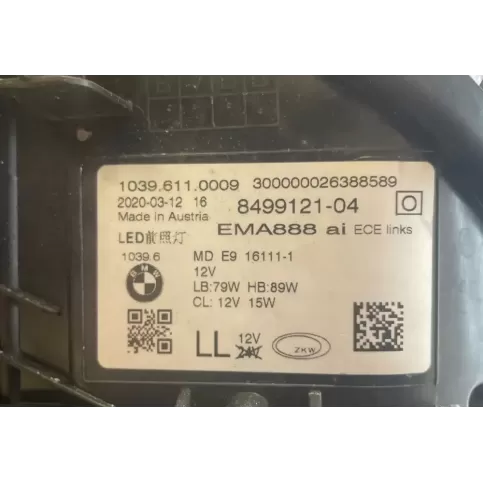 1039.611.0009 300000026388589
2020-03-12 16 8499121-04
Made in Austria EMA888 ai ECE links
LED前照灯
1039.6 MD E9 16111-1
BMW 12V
LB:79W HB:89W
CL: 12V 15W
LL 12V
24V ZKW